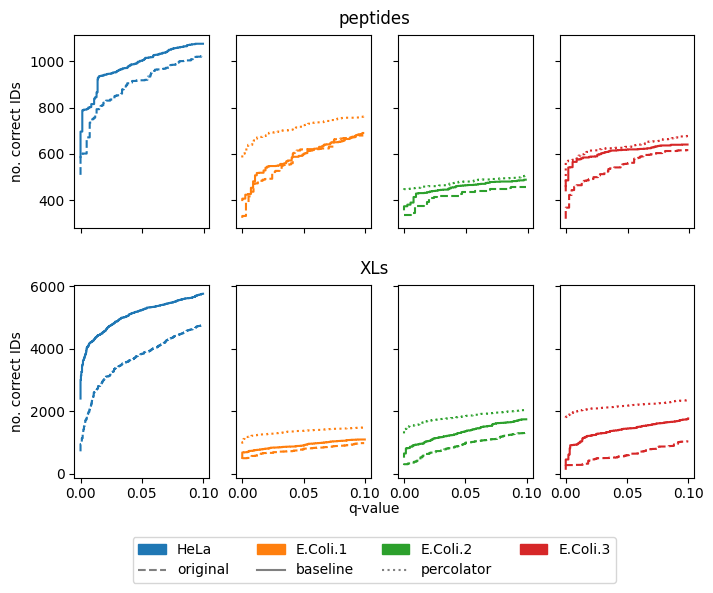 peptides
no. correct IDs
1000
800
600
400
XLs
no. correct IDs
6000
4000
2000
0
0.00 0.05 0.10 0.00 0.05 0.10 0.00 0.05 0.10 0.00 0.05 0.10
q-value
HeLa E.Coli.1 E.Coli.2 E.Coli.3
original baseline percolator